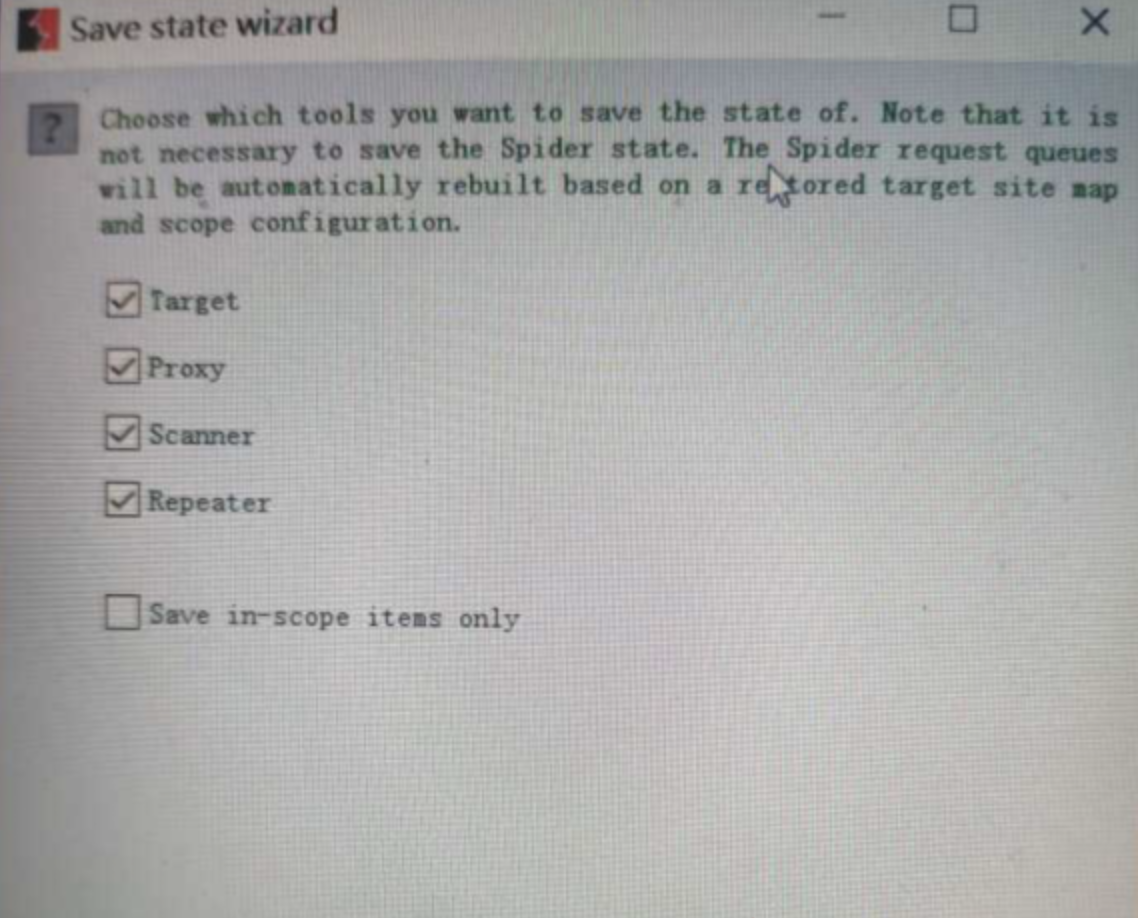 Save state wizard
?
Choose which tools you want to save the state of. Note that it is
not necessary to save the Spider state. The Spider request queues
will be automatically rebuilt based on a restored target site map
and scope configuration.
Target
Proxy
Scanner
Repeater
Save in-scope items only